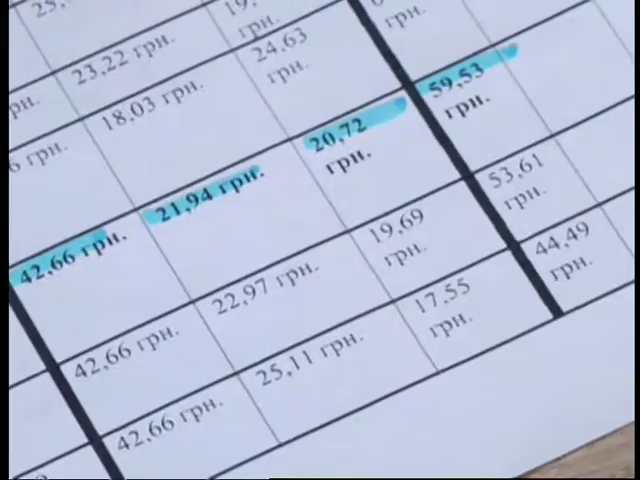 23,22 грн.
24,63
грн.
грн.
18,03 грн.
42,66 грн.
21,94 грн.
20,72
грн.
59,53
грн.
42,66 грн.
22,97 грн.
19,69
грн.
53,61
грн.
42,66 грн.
25,11 грн.
17,55
грн.
44,49
грн.